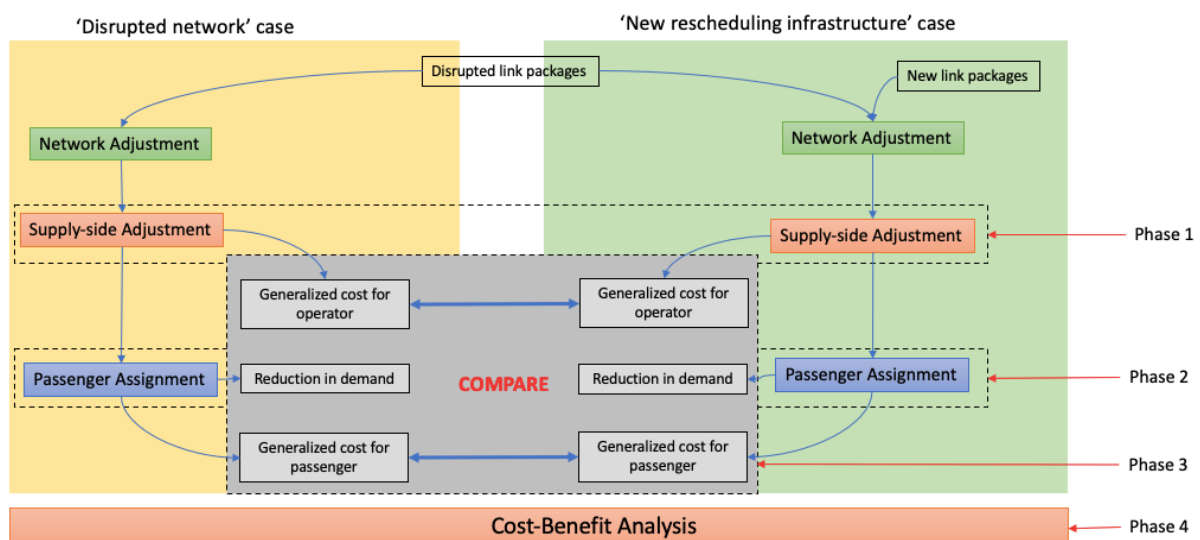 ‘Disrupted network’ case
‘New rescheduling infrastructure’ case
Disrupted link packages
New link packages
Network Adjustment
Network Adjustment
Supply-side Adjustment
Supply-side Adjustment
Phase 1
Generalized cost for
operator
Generalized cost for
operator
Passenger Assignment
Reduction in demand
COMPARE
Reduction in demand
Passenger Assignment
Phase 2
Generalized cost for
passenger
Generalized cost for
passenger
Phase 3
Cost-Benefit Analysis
Phase 4